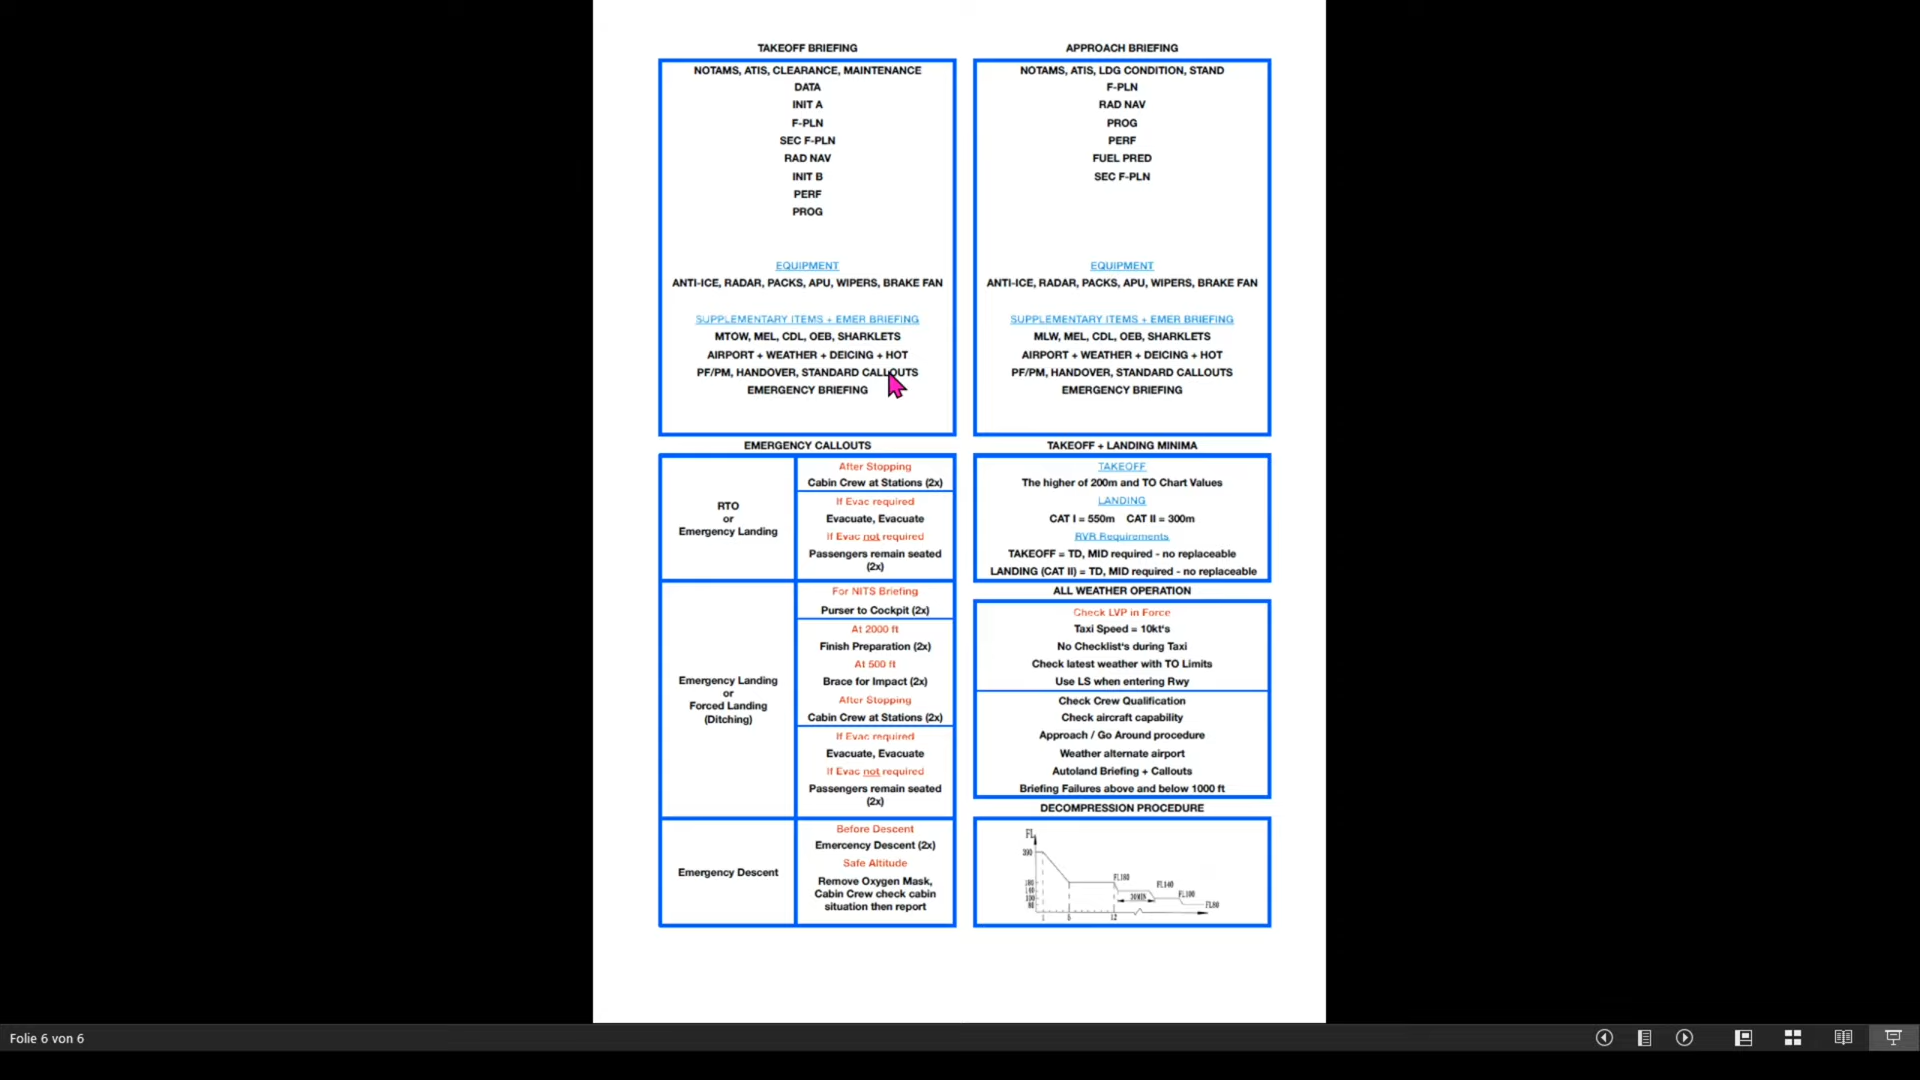 TAKEOFF BRIEFING
NOTAMS, ATIS, CLEARANCE, MAINTENANCE
DATA
INIT A
F-PLN
SEC F-PLN
RAD NAV
INIT B
PERF
PROG
EQUIPMENT
ANTI-ICE, RADAR, PACKS, APU, WIPERS, BRAKE FAN
SUPPLEMENTARY ITEMS + EMER BRIEFING
MTOW, MEL, CDL, OEB, SHARKLETS
AIRPORT + WEATHER + DEICING + HOT
PF/PM, HANDOVER, STANDARD CALLOUTS
EMERGENCY BRIEFING
APPROACH BRIEFING
NOTAMS, ATIS, LDG CONDITION, STAND
F-PLN
RAD NAV
PROG
PERF
FUEL PRED
SEC F-PLN
EQUIPMENT
ANTI-ICE, RADAR, PACKS, APU, WIPERS, BRAKE FAN
SUPPLEMENTARY ITEMS + EMER BRIEFING
MLW, MEL, CDL, OEB, SHARKLETS
AIRPORT + WEATHER + DEICING + HOT
PF/PM, HANDOVER, STANDARD CALLOUTS
EMERGENCY BRIEFING
EMERGENCY CALLOUTS
RTO
or
Emergency Landing
After Stopping
Cabin Crew at Stations (2x)
If Evac required
Evacuate, Evacuate
If Evac not required
Passengers remain seated
(2x)
Emergency Landing
or
Forced Landing
(Ditching)
For NITS Briefing
Purser to Cockpit (2x)
At 2000 ft
Finish Preparation (2x)
At 500 ft
Brace for Impact (2x)
After Stopping
Cabin Crew at Stations (2x)
If Evac required
Evacuate, Evacuate
If Evac not required
Passengers remain seated
(2x)
Emergency Descent
Before Descent
Emercency Descent (2x)
Safe Altitude
Remove Oxygen Mask,
Cabin Crew check cabin
situation then report
TAKEOFF + LANDING MINIMA
TAKEOFF
The higher of 200m and TO Chart Values
LANDING
CAT I = 550m CAT II = 300m
RVR Requirements
TAKEOFF = TD, MID required - no replaceable
LANDING (CAT II) = TD, MID required - no replaceable
ALL WEATHER OPERATION
Check LVP in Force
Taxi Speed = 10kt's
No Checklist's during Taxi
Check latest weather with TO Limits
Use LS when entering Rwy
Check Crew Qualification
Check aircraft capability
Approach / Go Around procedure
Weather alternate airport
Autoland Briefing + Callouts
Briefing Failures above and below 1000 ft
DECOMPRESSION PROCEDURE
FL
390
180
140
100
80
FL180
FL140
FL100
FL80
30MIN
1
12
Folie 6 von 6